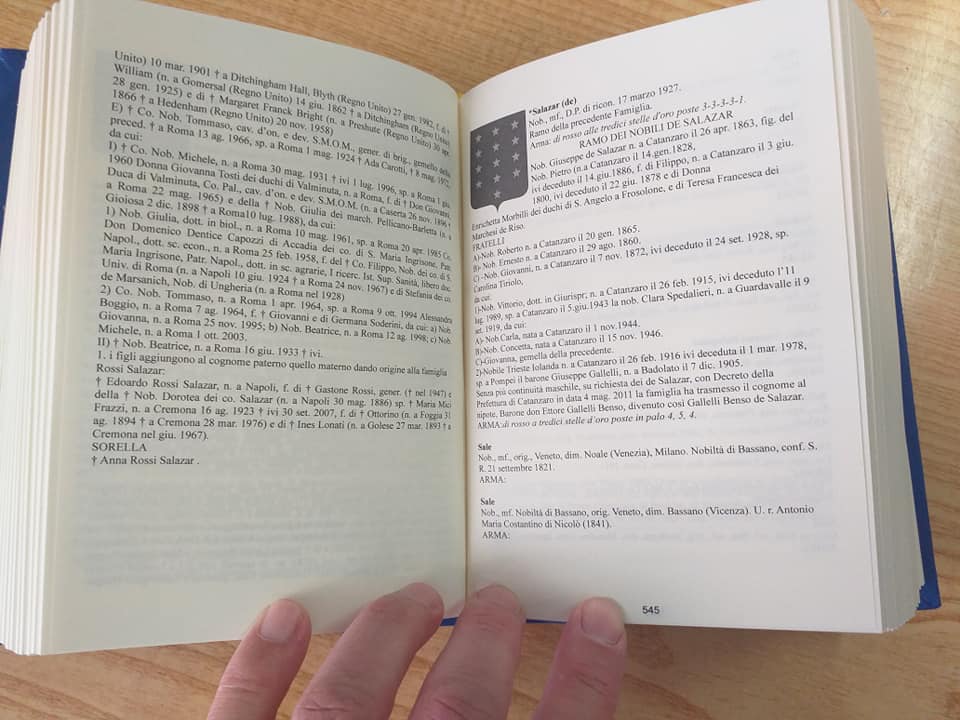 Unito) 10 mar. 1901 † a Ditchingham Hall, Blyth (Regno Unito) 27 gen. 1982, f. di †
William (n. a Gomersal (Regno Unito) 14 giu. 1862 † a Ditchingham (Regno Unito)
28 gen. 1925) e di † Margaret Franck Bright (n. a Preshute (Regno Unito) 30 apr.
1866 † a Hedenham (Regno Unito) 20 nov. 1958)
E) † Co. Nob. Tommaso, cav. d'on. e dev. S.M.O.M., gener. di brig., gemello della
preced. † a Roma 13 ag. 1966, sp. a Roma 1 mag. 1924 † Ada Carotti, † 8 mag. 1972,
da cui:
I) † Co. Nob. Michele, n. a Roma 30 mag. 1931 † ivi 1 lug. 1996, sp. a Roma 1 giu.
1960 Donna Giovanna Tosti dei duchi di Valminuta, n. a Roma, f. di † Don Giovanni,
Duca di Valminuta, Co. Pal., cav. d'on. e dev. S.M.O.M. (n. a Caserta 26 nov. 1896 †
a Roma 22 mag. 1965) e della † Nob. Giulia dei march. Pellicano-Barletta (n. a
Gioiosa 2 dic. 1898 † a Roma10 lug. 1988), da cui:
1) Nob. Giulia, dott. in biol., n. a Roma 10 mag. 1961, sp. a Roma 20 apr. 1985 Co.
Don Domenico Dentice Capozzi di Accadia dei co. di S. Maria Ingrisone, Patr.
Napol., dott. sc. econ., n. a Roma 25 feb. 1958, f. del † Co. Filippo, Nob. dei co. di S.
Maria Ingrisone, Patr. Napol., dott. in sc. agrarie, I ricerc. Ist. Sup. Sanità, libero doc.
Univ. di Roma (n. a Napoli 10 giu. 1924 † a Roma 24 nov. 1967) e di Stefania dei co.
de Marsanich, Nob. di Ungheria (n. a Roma nel 1928)
2) Co. Nob. Tommaso, n. a Roma 1 apr. 1964, sp. a Roma 9 ott. 1994 Alessandra
Boggio, n. a Roma 7 ag. 1964, f. † Giovanni e di Germana Soderini, da cui: a) Nob.
Giovanna, n. a Roma 25 nov. 1995; b) Nob. Beatrice, n. a Roma 12 ag. 1998; c) Nob.
Michele, n. a Roma 1 ott. 2003.
II) † Nob. Beatrice, n. a Roma 16 giu. 1933 † ivi.
1. i figli aggiungono al cognome paterno quello materno dando origine alla famiglia
Rossi Salazar:
† Edoardo Rossi Salazar, n. a Napoli, f. di † Gastone Rossi, gener. († nel 1947) e
della † Nob. Dorotea dei co. Salazar (n. a Napoli 30 mag. 1886) sp. † Maria Mici
Frazzi, n. a Cremona 16 ag. 1923 † ivi 30 set. 2007, f. di † Ottorino (n. a Foggia 31
ag. 1894 † a Cremona 28 mar. 1976) e di † Ines Lonati (n. a Golese 27 mar. 1893 † a
Cremona nel giu. 1967).
SORELLA
† Anna Rossi Salazar .
*Salazar (de)
Nob., mf., D.P. di ricon. 17 marzo 1927.
Ramo della precedente Famiglia.
Arma: di rosso alle tredici stelle d'oro poste 3-3-3-3-1.
RAMO DEI NOBILI DE SALAZAR
Nob. Giuseppe de Salazar n. a Catanzaro il 26 apr. 1863, fig. del
Nob. Pietro (n.a Catanzaro il 14.gen.1828,
ivi deceduto il 14.giu.1886, f. di Filippo, n. a Catanzaro il 3 giu.
1800, ivi deceduto il 22 giu. 1878 e di Donna
Enrichetta Morbilli dei duchi di S. Angelo a Frosolone, e di Teresa Francesca dei
Marchesi de Riso.
FRATELLI
A)-Nob. Roberto n. a Catanzaro il 20 gen. 1865.
B)- Nob. Ernesto n. a Catanzaro il 29 ago. 1860.
C) -Nob. Giovanni, n. a Catanzaro il 7 nov. 1872, ivi deceduto il 24 set. 1928, sp.
Carolina Tiriolo,
da cui:
1)-Nob. Vittorio, dott. in Giurispr; n. a Catanzaro il 26 feb. 1915, ivi deceduto l'11
lug. 1989, sp. a Catanzaro il 5.giu.1943 la nob. Clara Spedalieri, n. a Guardavalle il 9
set. 1919, da cui:
A)- Nob.Carla, nata a Catanzaro il 1 nov.1944.
B)-Nob. Concetta, nata a Catanzaro il 15 nov. 1946.
C)-Giovanna, gemella della precedente.
2)-Nobile Trieste Iolanda n. a Catanzaro il 26 feb. 1916 ivi deceduta il 1 mar. 1978,
sp. a Pompei il barone Giuseppe Gallelli, n. a Badolato il 7 dic. 1905.
Senza più continuità maschile, su richiesta dei de Salazar, con Decreto della
Prefettura di Catanzaro in data 4 mag. 2011 la famiglia ha trasmesso il cognome al
nipote, Barone don Ettore Gallelli Benso, divenuto così Gallelli Benso de Salazar.
ARMA:di rosso a tredici stelle d'oro poste in palo 4, 5, 4.
Sale
Nob., mf., orig., Veneto, dim. Noale (Venezia), Milano. Nobiltà di Bassano, conf. S.
R. 21 settembre 1821.
ARMA:
Sale
Nob., mf. Nobiltà di Bassano, orig. Veneto, dim. Bassano (Vicenza). U. r. Antonio
Maria Costantino di Nicolò (1841).
ARMA:
545